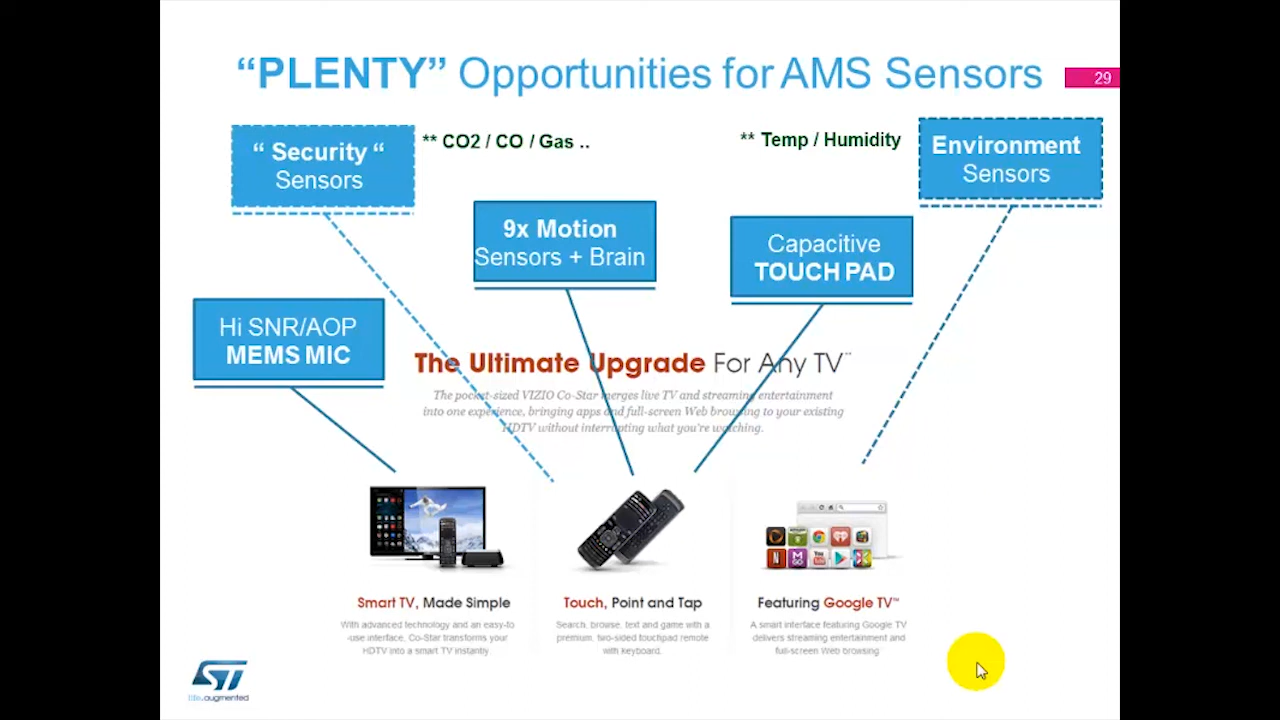 “PLENTY” Opportunities for AMS Sensors
29
“ Security “
Sensors
** CO2 / CO / Gas ..
** Temp / Humidity
Environment
Sensors
9x Motion
Sensors + Brain
Capacitive
TOUCH PAD
Hi SNR/AOP
MEMS MIC
The Ultimate Upgrade For Any TV
The pocket-sized VIZIO Co-Star merges live TV and streaming entertainment
into one experience, bringing apps and full-screen Web browsing to your existing
HDTV without interrupting what you're watching.
Smart TV, Made Simple
With advanced technology and an easy-to
-use interface, Co-Star transforms your
HDTV into a smart TV instantly.
Touch, Point and Tap
Search, browse, text and game with a
premium, two-sided touchpad remote
with keyboard.
Featuring Google TV™
A smart interface featuring Google TV
delivers streaming entertainment and
full-screen Web browsing.
ST
life.augmented